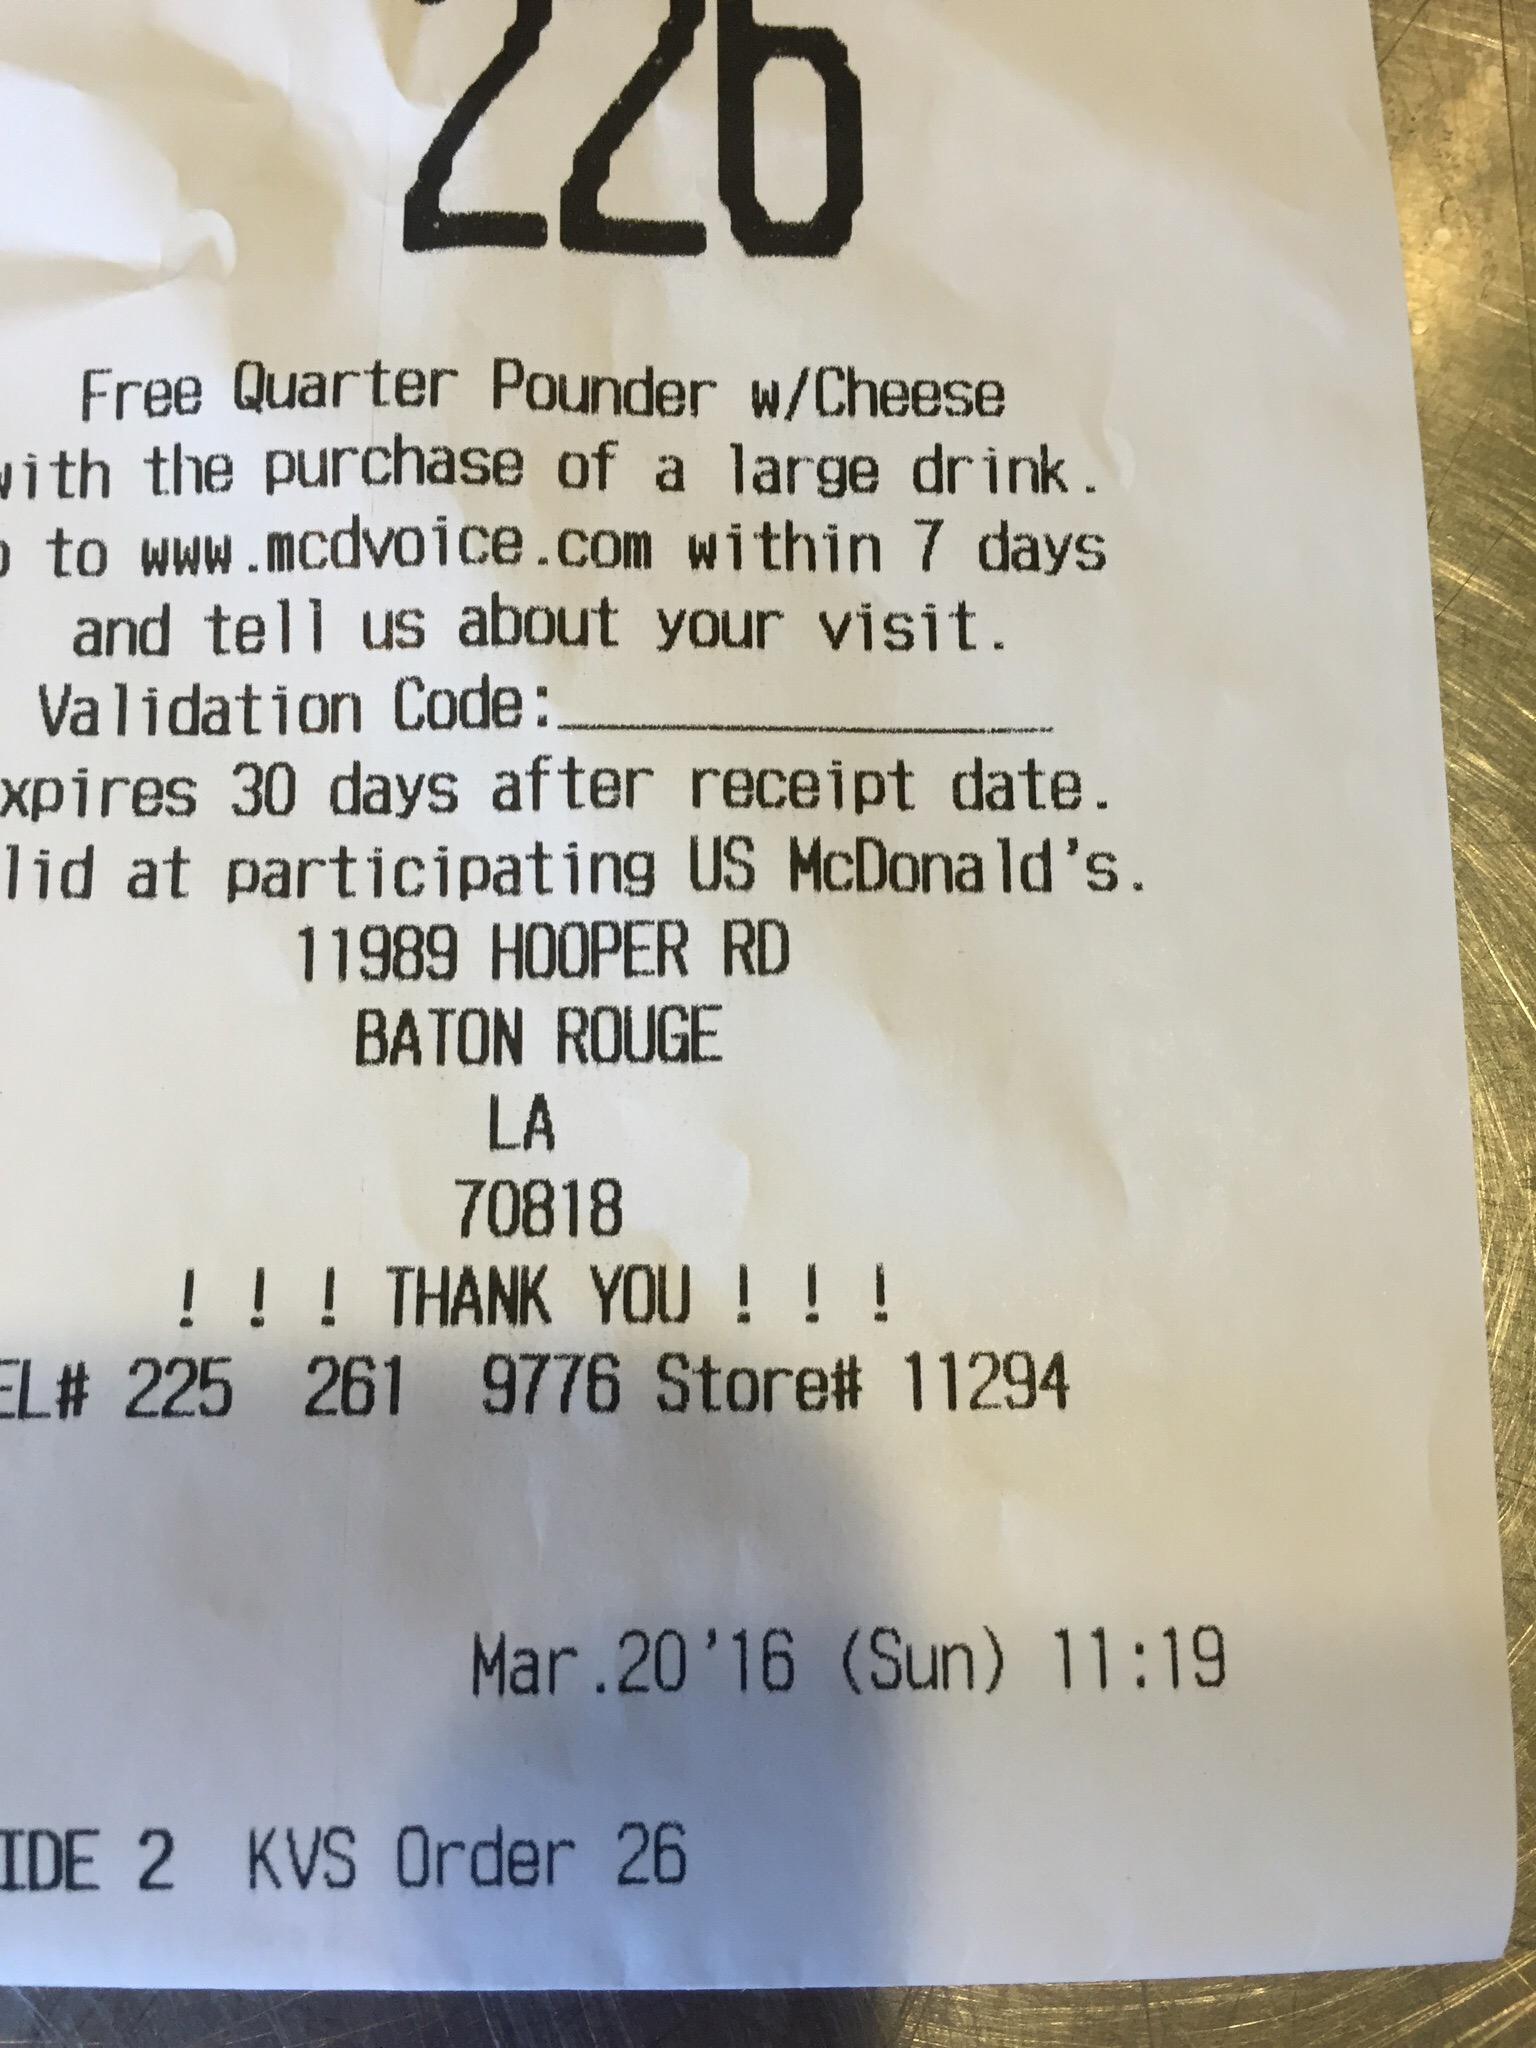 226
Free Quarter Pounder w/Cheese
with the purchase of a large drink.
to www.mcdvoice.com within 7 days
and tell us about your visit.
Validation Code:_______________
xpires 30 days after receipt date.
lid at participating US McDonald's.
11989 HOOPER RD
BATON ROUGE
LA
70818
! ! ! THANK YOU ! ! !
EL# 225 261 9776 Store# 11294
Mar.20'16 (Sun) 11:19
IDE 2 KVS Order 26